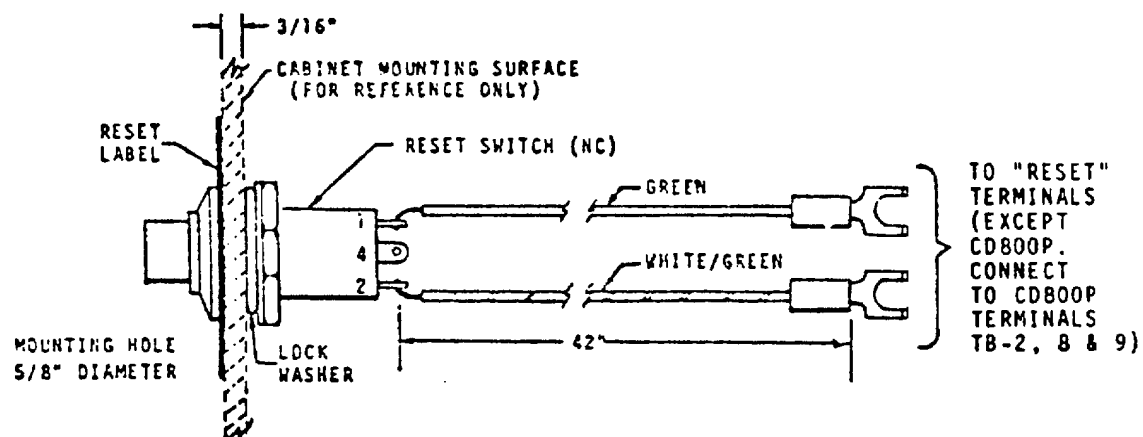 3/16"
CABINET MOUNTING SURFACE
(FOR REFERENCE ONLY)
RESET
LABEL
RESET SWITCH (NC)
GREEN
1
4
2
WHITE/GREEN
42"
MOUNTING HOLE
5/8" DIAMETER
LOCK
WASHER
TO "RESET"
TERMINALS
(EXCEPT
CD800P.
CONNECT
TO CD800P
TERMINALS
TB-2, 8 & 9)